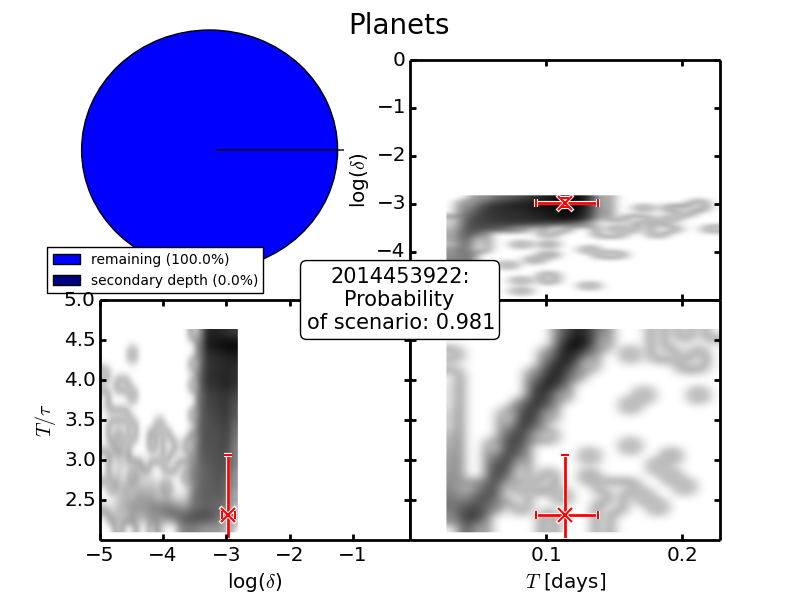 Planets
remaining (100.0%)
secondary depth (0.0%)
0
−1
−2
−3
−4
log(δ)
2014453922:
Probability
of scenario: 0.981
5.0
4.5
4.0
3.5
3.0
2.5
T/τ
−5
−4
−3
−2
−1
log(δ)
0.1
0.2
T [days]